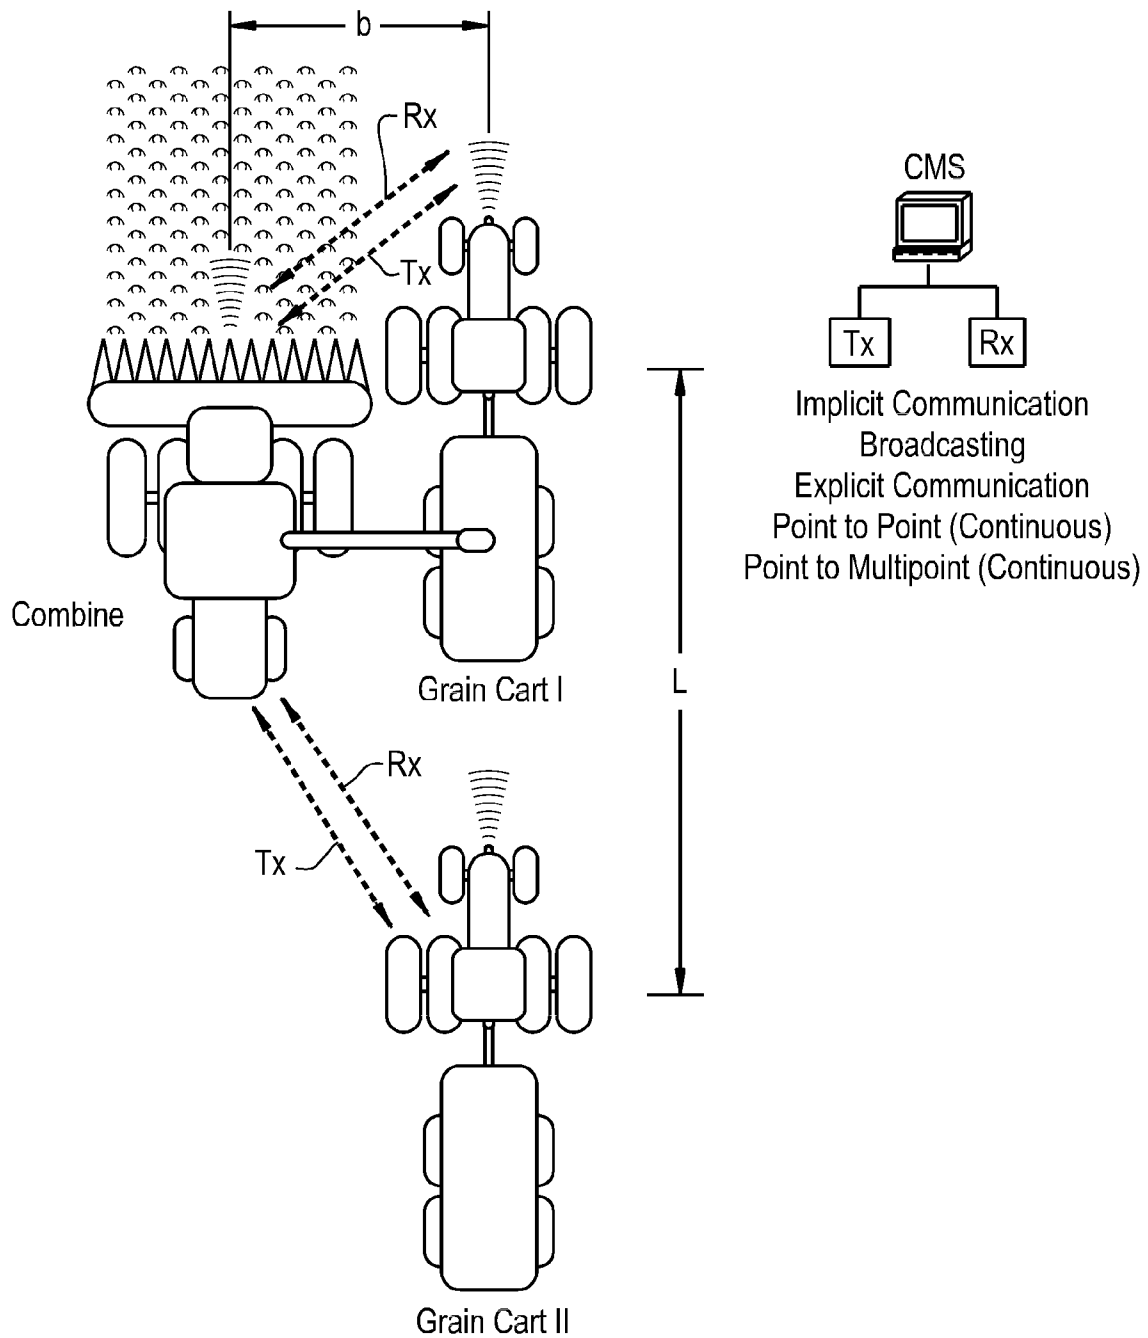 b
Rx
Tx
CMS
Tx
Rx
Implicit Communication
Broadcasting
Explicit Communication
Point to Point (Continuous)
Point to Multipoint (Continuous)
Combine
Grain Cart I
L
Rx
Tx
Grain Cart II